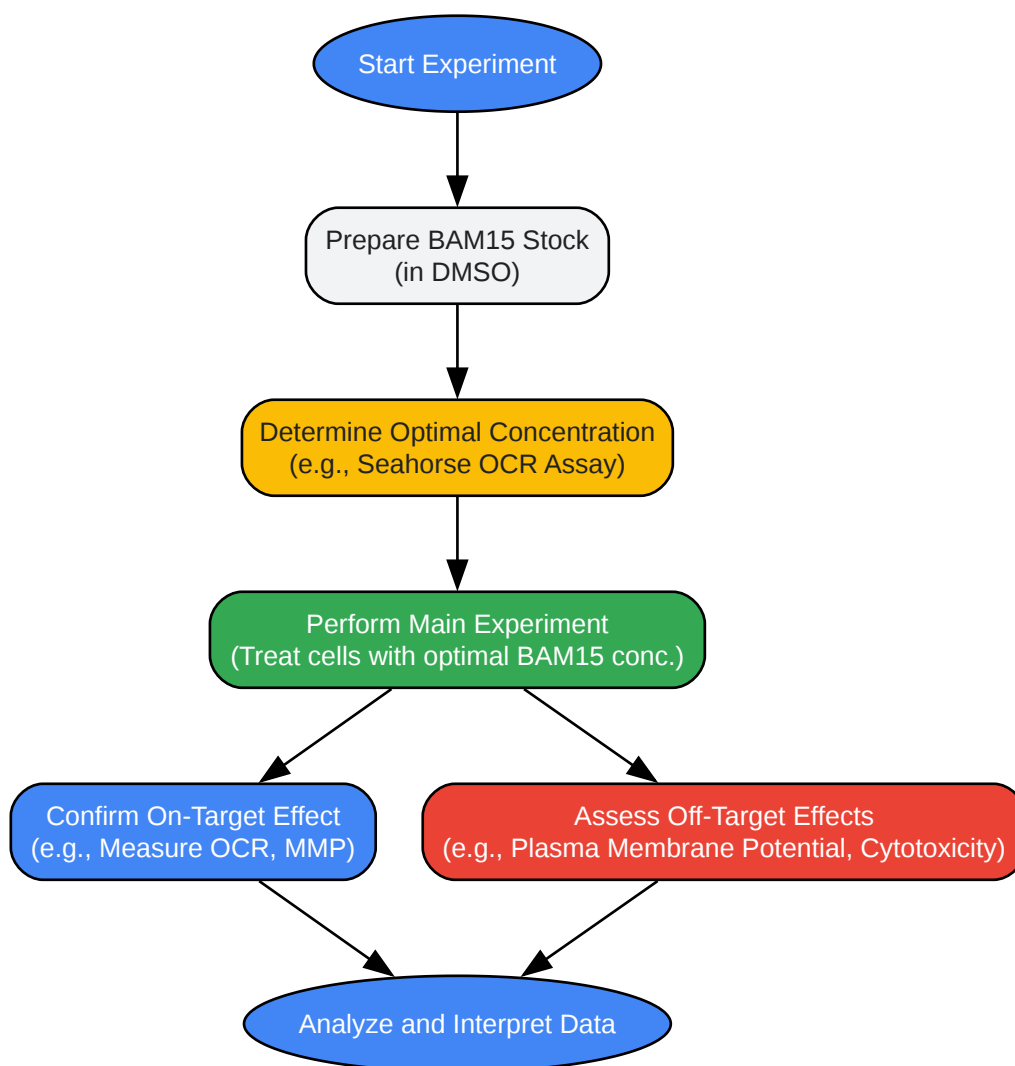 Start Experiment
Prepare BAM15 Stock
(in DMSO)
Determine Optimal Concentration
(e.g., Seahorse OCR Assay)
Perform Main Experiment
(Treat cells with optimal BAM15 conc.)
Confirm On-Target Effect
(e.g., Measure OCR, MMP)
Assess Off-Target Effects
(e.g., Plasma Membrane Potential, Cytotoxicity)
Analyze and Interpret Data